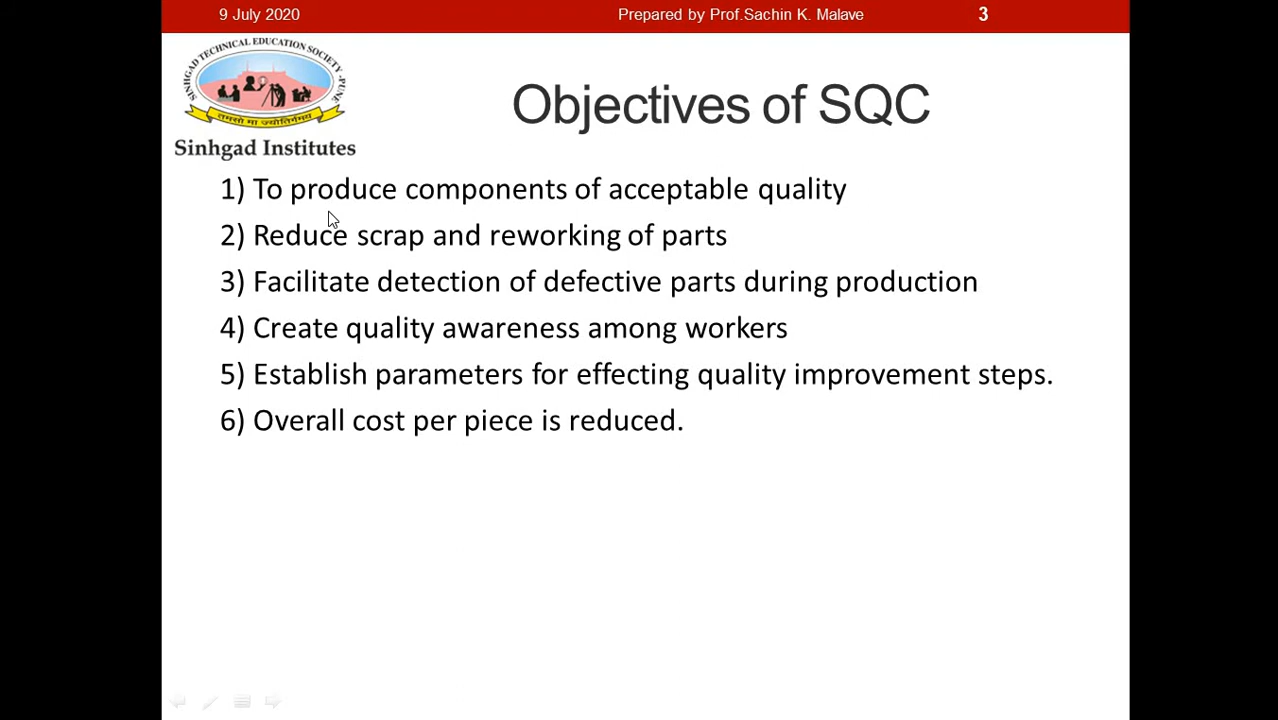 9 July 2020 Prepared by Prof.Sachin K. Malave 3
SINHGAD TECHNICAL EDUCATION SOCIETY - PUNE
तमसो मा ज्योतिर्गमय
Sinhgad Institutes
Objectives of SQC
1) To produce components of acceptable quality
2) Reduce scrap and reworking of parts
3) Facilitate detection of defective parts during production
4) Create quality awareness among workers
5) Establish parameters for effecting quality improvement steps.
6) Overall cost per piece is reduced.